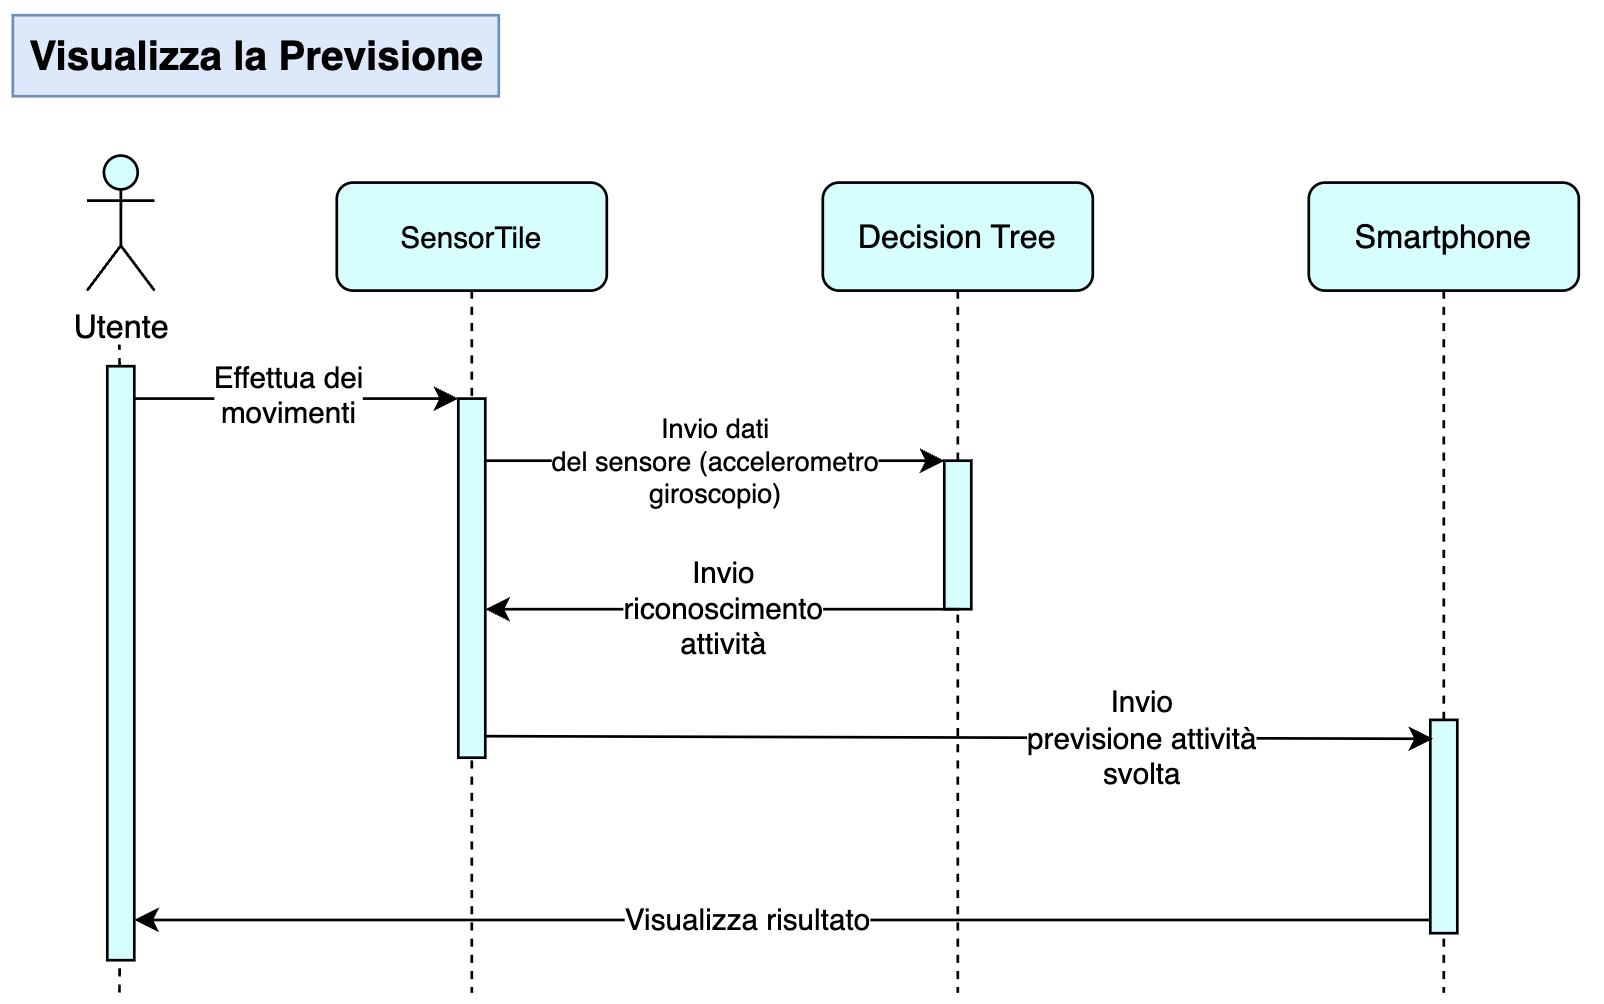 Visualizza la Previsione
Utente
SensorTile
Decision Tree
Smartphone
Effettua dei
movimenti
Invio dati
del sensore (accelerometro
giroscopio)
Invio
riconoscimento
attività
Invio
previsione attività
svolta
Visualizza risultato